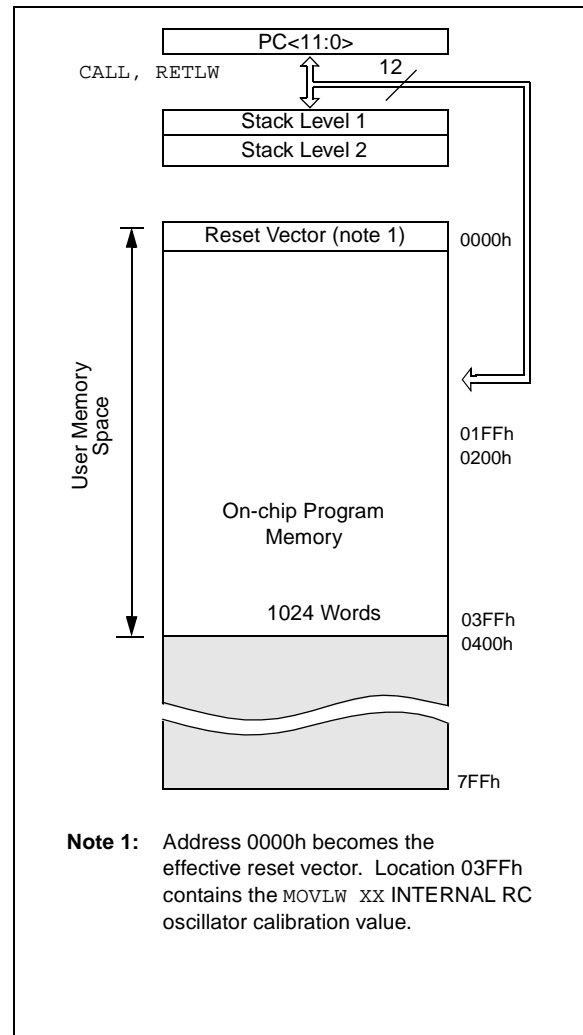 PC<11:0>
CALL, RETLW
12
Stack Level 1
Stack Level 2
Reset Vector (note 1)
0000h
User Memory
Space
01FFh
0200h
On-chip Program
Memory
1024 Words
03FFh
0400h
7FFh
Note 1: Address 0000h becomes the
effective reset vector. Location 03FFh
contains the MOVLW XX INTERNAL RC
oscillator calibration value.